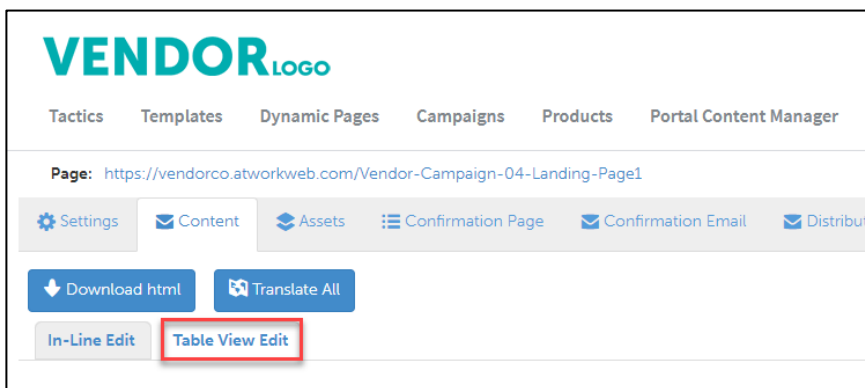 VENDOR LOGO
Tactics Templates Dynamic Pages Campaigns Products Portal Content Manager
Page: https://vendorco.atworkweb.com/Vendor-Campaign-04-Landing-Page1
Settings Content Assets Confirmation Page Confirmation Email Distribut
Download html Translate All
In-Line Edit Table View Edit